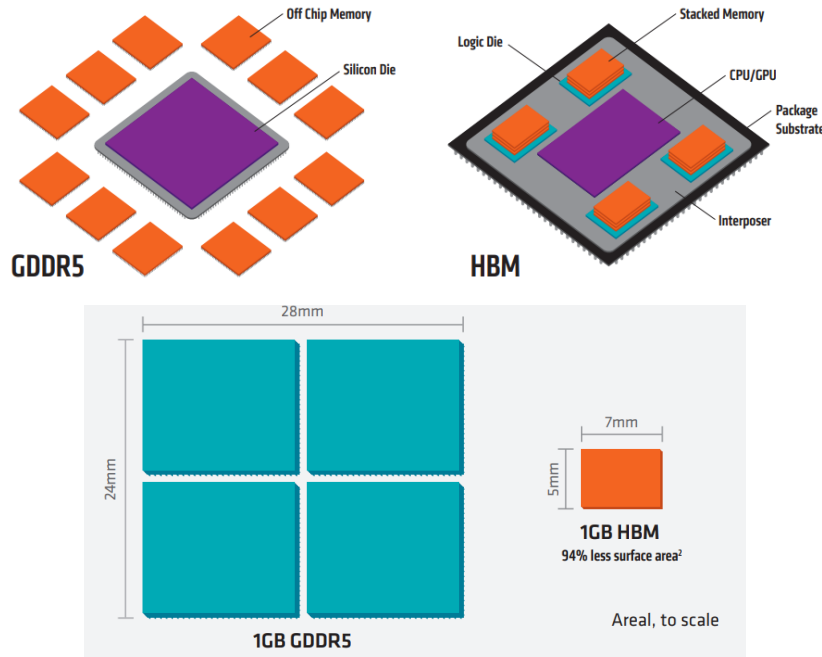 Off Chip Memory
Silicon Die
GDDR5
Stacked Memory
Logic Die
CPU/GPU
Package
Substrate
Interposer
HBM
28mm
24mm
1GB GDDR5
7mm
5mm
1GB HBM
94% less surface area²
Areal, to scale